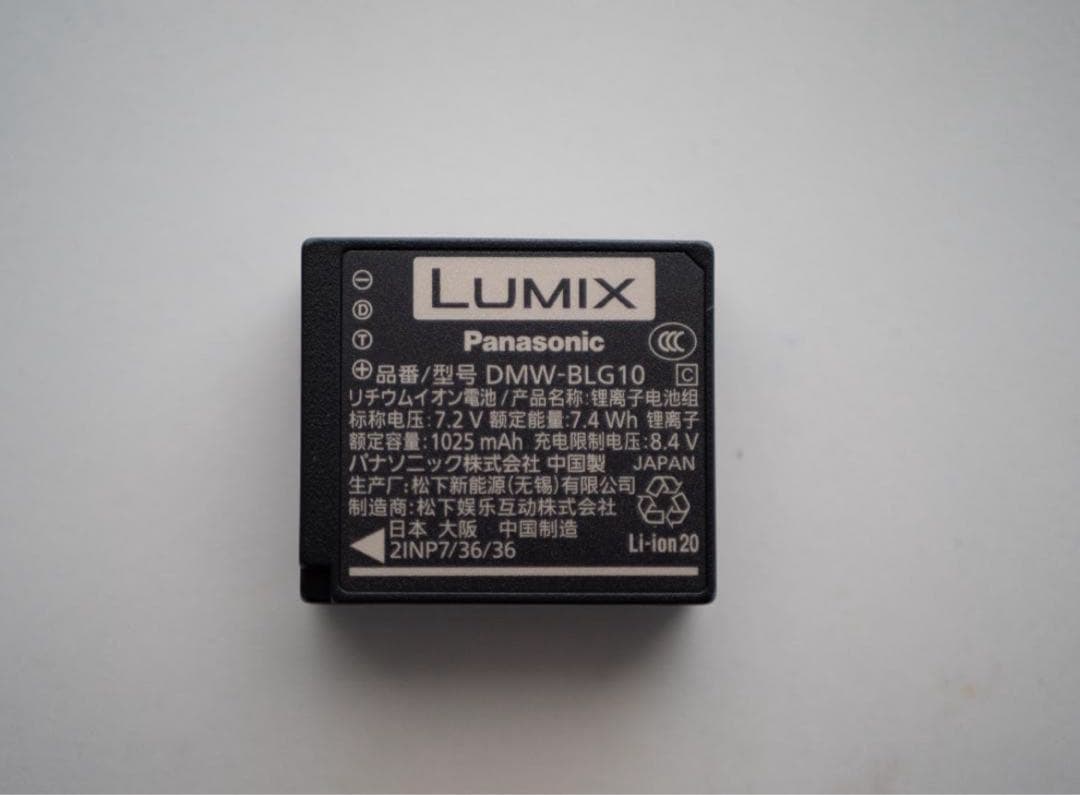 LUMIX
Panasonic
⊖
Ⓓ
Ⓣ
⊕
品番/型号 DMW-BLG10 C
リチウムイオン電池/产品名称:锂离子电池组
标称电压:7.2 V 额定能量:7.4 Wh 锂离子
额定容量:1025 mAh 充电限制电压:8.4 V
パナソニック株式会社 中国製 JAPAN
生产厂:松下新能源(无锡)有限公司
制造商:松下娱乐互动株式会社
日本 大阪 中国制造
2INP7/36/36
Li-ion20